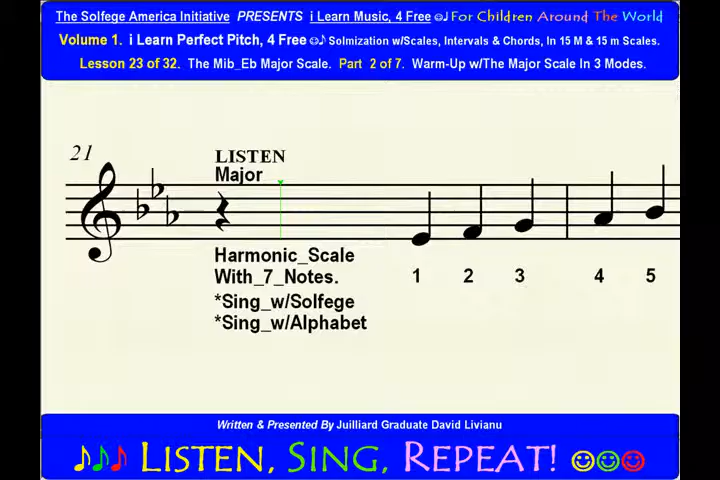 The Solfege America Initiative PRESENTS i Learn Music, 4 Free For Children Around The World
Volume 1. i Learn Perfect Pitch, 4 Free Solmization w/Scales, Intervals & Chords, In 15 M & 15 m Scales.
Lesson 23 of 32. The Mib_Eb Major Scale. Part 2 of 7. Warm-Up w/The Major Scale In 3 Modes.
21
LISTEN
Major
Harmonic_Scale
With_7_Notes.
1 2 3 4 5
*Sing_w/Solfege
*Sing_w/Alphabet
Written & Presented By Juilliard Graduate David Livianu
LISTEN, SING, REPEAT!